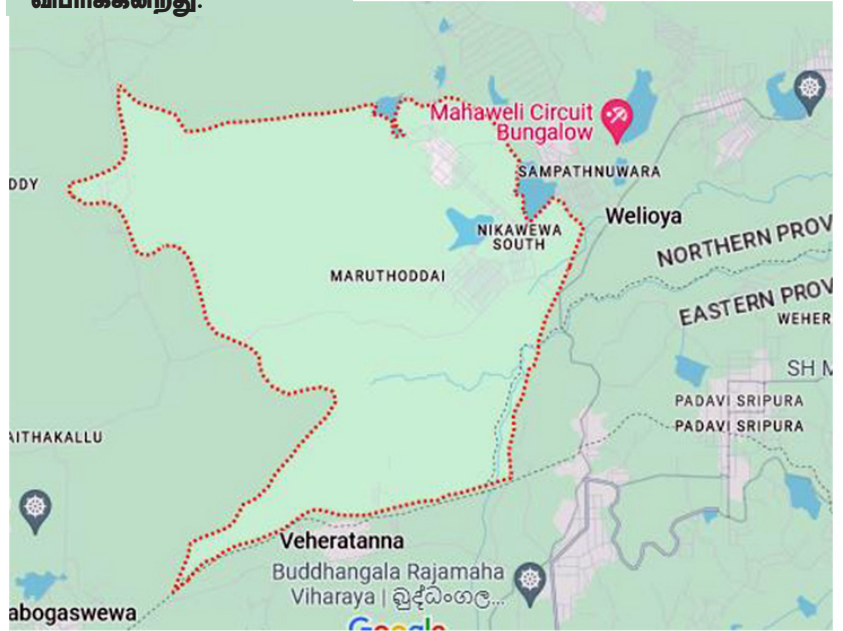 Mahaweli Circuit
Bungalow
SAMPATHNUWARA
DDY
Welioya
NIKAWEWA
SOUTH
NORTHERN PROV
MARUTHODDAI
EASTERN PROV
WEHER
SH M
PADAVI SRIPURA
PADAVI SRIPURA
AITHAKALLU
Veheratanna
Buddhangala Rajamaha
Viharaya | බුද්ධංගල...
abogaswewa
Google